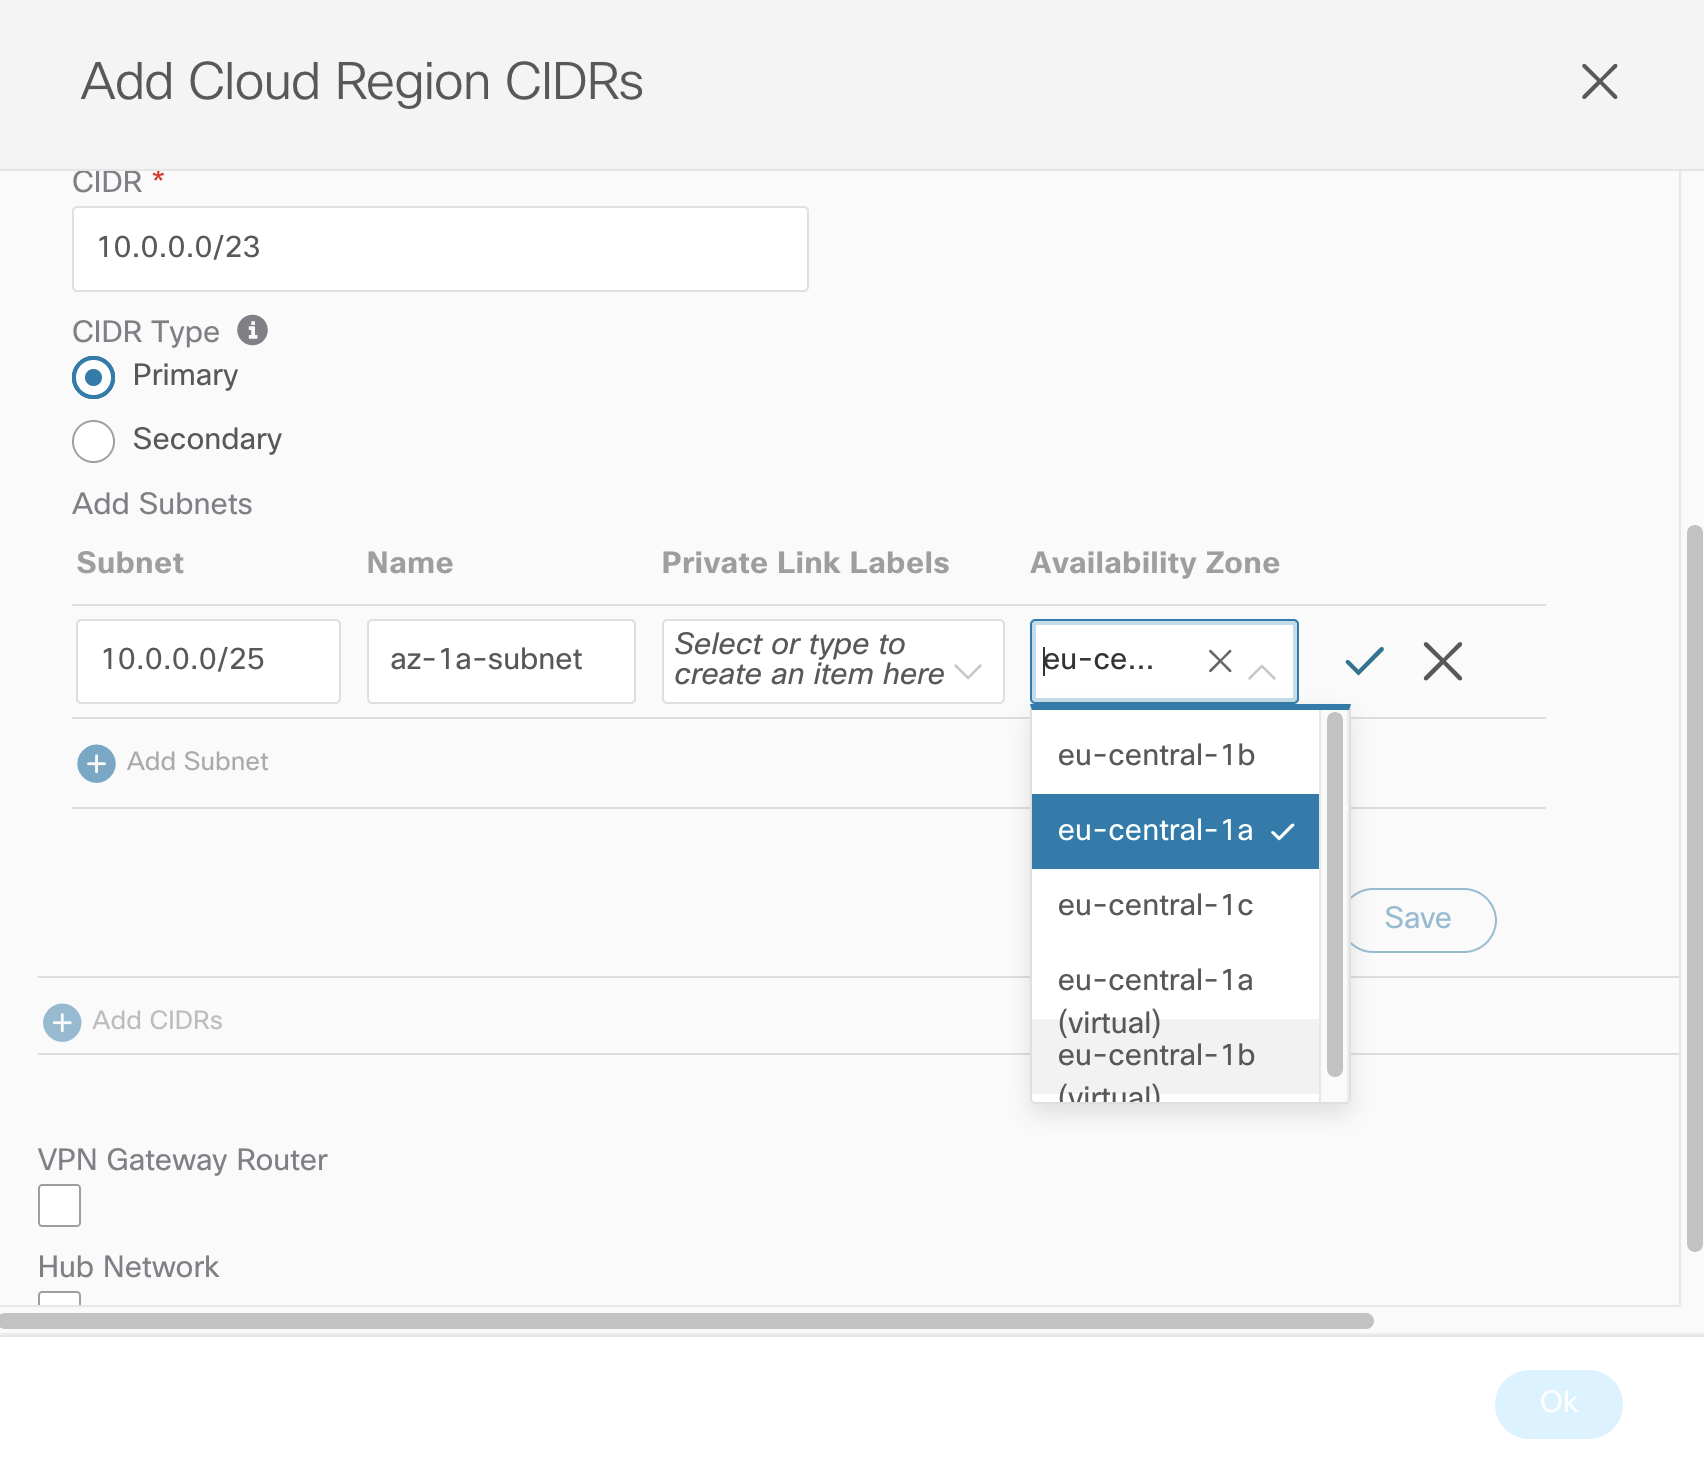 Add Cloud Region CIDRs
CIDR *
10.0.0.0/23
CIDR Type
Primary
Secondary
Add Subnets
Subnet Name Private Link Labels Availability Zone
10.0.0.0/25 az-1a-subnet Select or type to create an item here eu-ce...
Add Subnet
eu-central-1b
eu-central-1a
eu-central-1c
eu-central-1a
(virtual)
eu-central-1b
(virtual)
Save
Add CIDRs
VPN Gateway Router
Hub Network
Ok